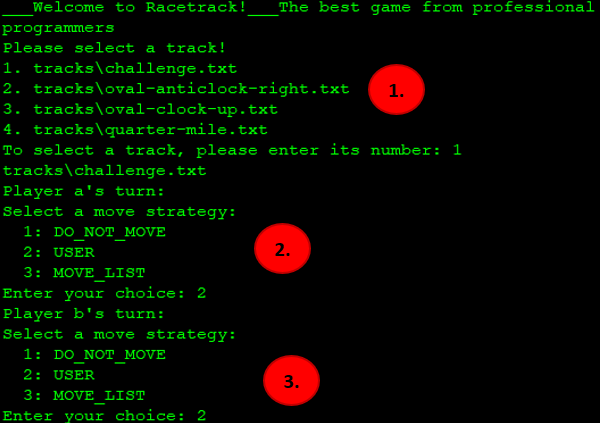 ___Welcome to Racetrack!___The best game from professional
programmers
Please select a track!
1. tracks\challenge.txt
2. tracks\oval-anticlock-right.txt
1.
3. tracks\oval-clock-up.txt
4. tracks\quarter-mile.txt
To select a track, please enter its number: 1
tracks\challenge.txt
Player a's turn:
Select a move strategy:
1: DO_NOT_MOVE
2: USER
2.
3: MOVE_LIST
Enter your choice: 2
Player b's turn:
Select a move strategy:
1: DO_NOT_MOVE
2: USER
3.
3: MOVE_LIST
Enter your choice: 2